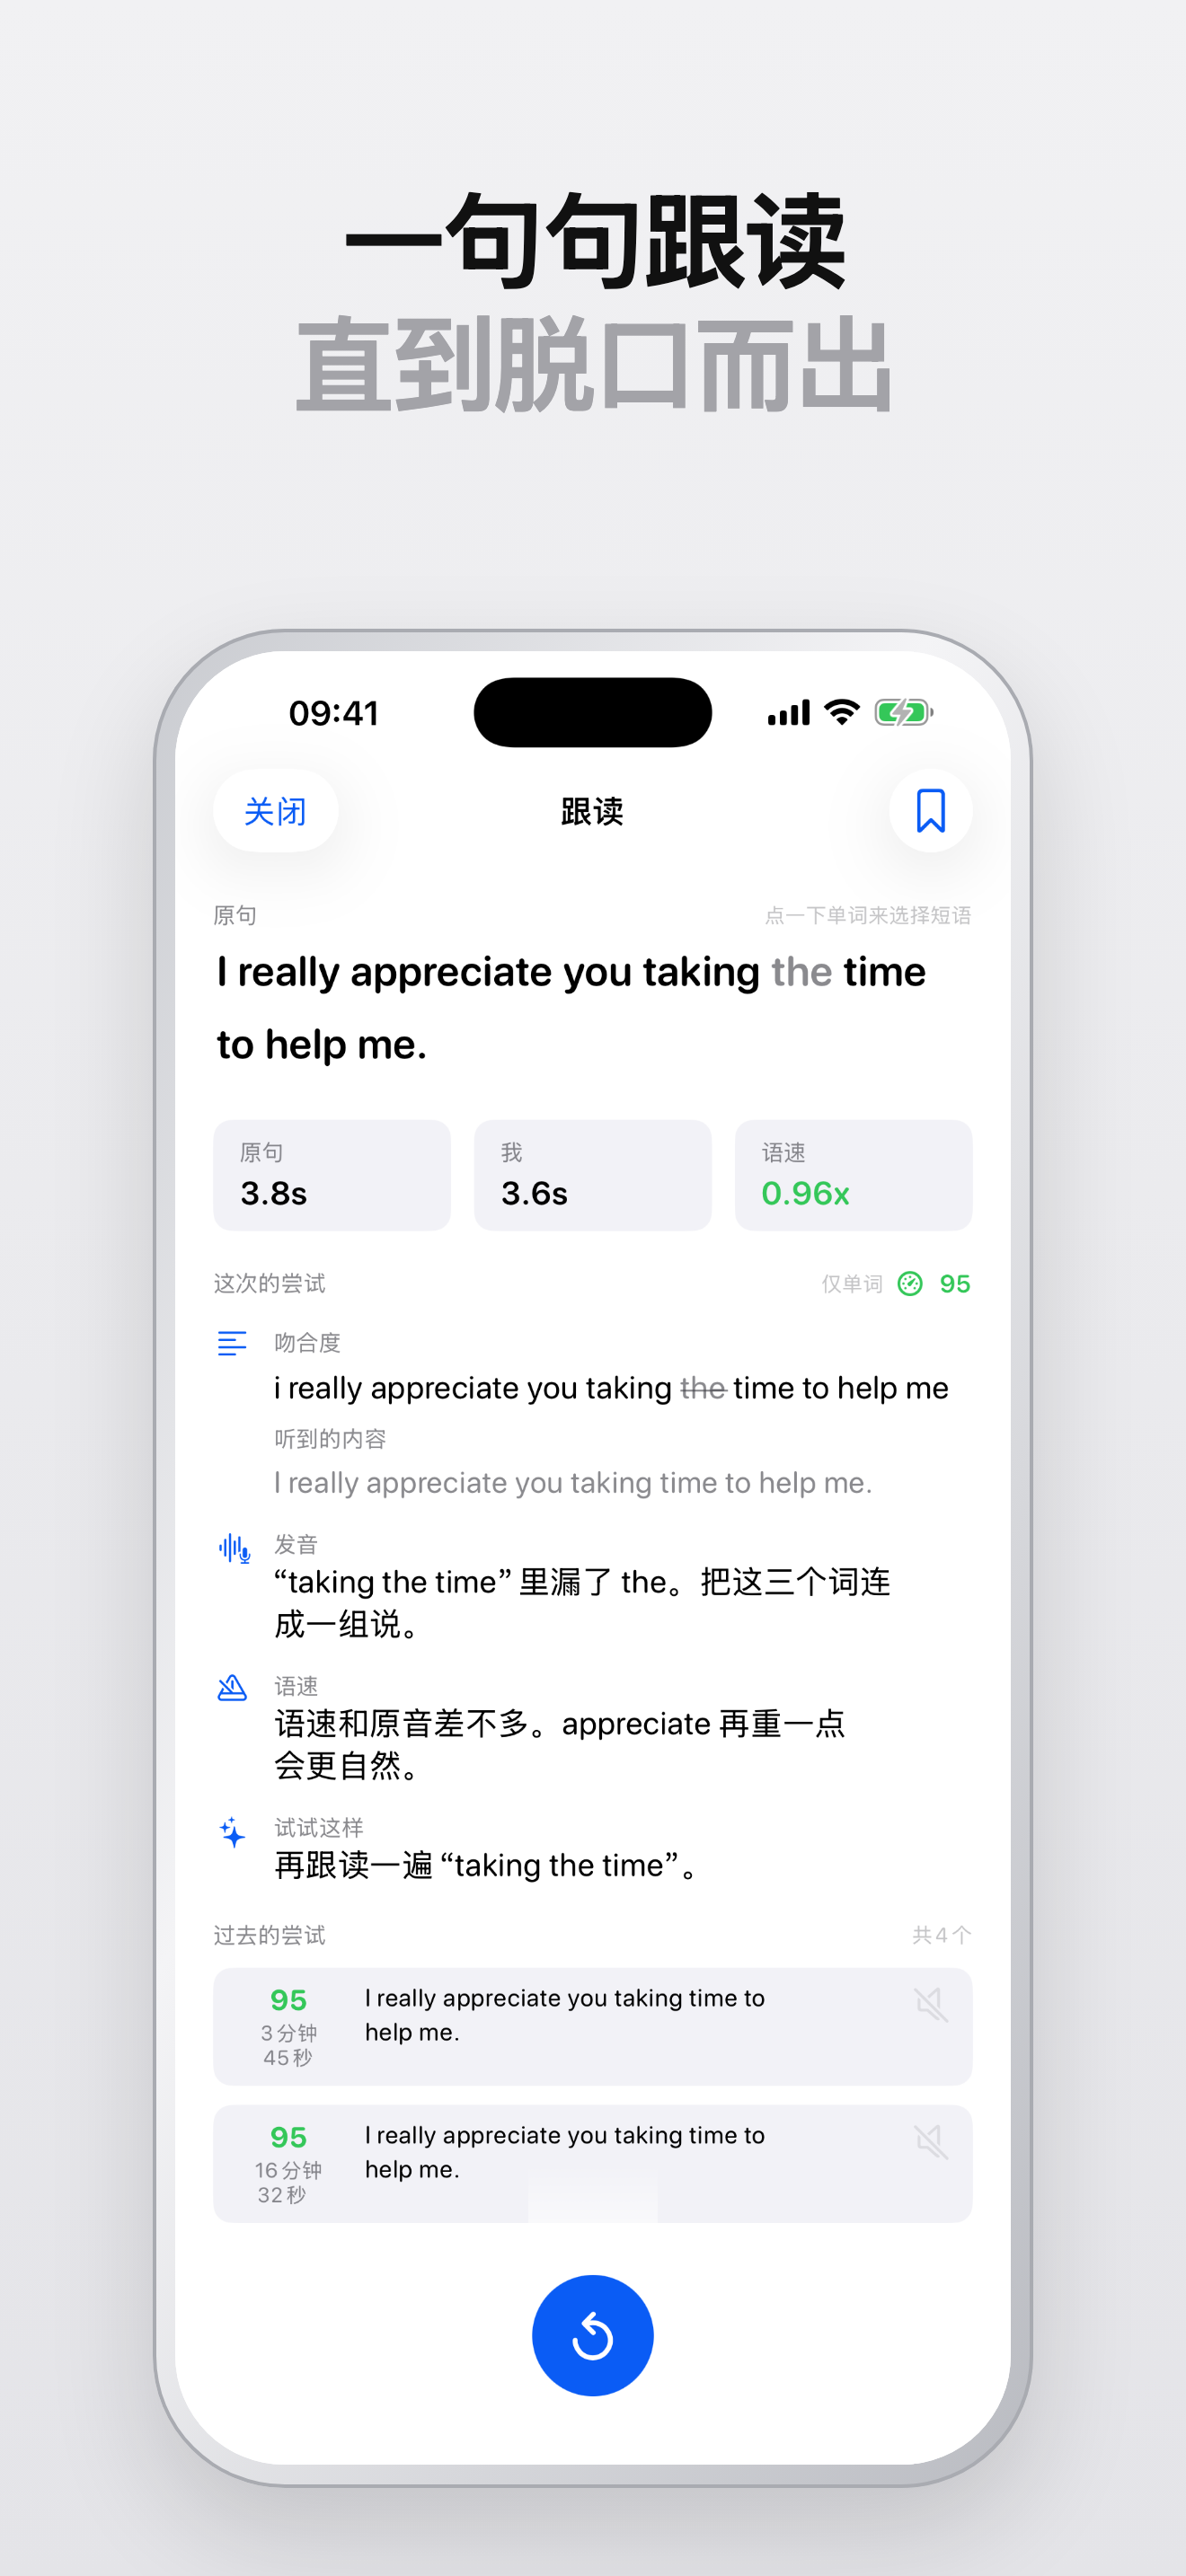 一句句跟读
直到脱口而出
09:41
关闭
跟读
原句
点一下单词来选择短语
I really appreciate you taking the time
to help me.
原句
3.8s
我
3.6s
语速
0.96x
这次的尝试
仅单词 95
吻合度
i really appreciate you taking the time to help me
听到的内容
I really appreciate you taking time to help me.
发音
“taking the time” 里漏了 the。把这三个词连
成一组说。
语速
语速和原音差不多。appreciate 再重一点
会更自然。
试试这样
再跟读一遍 “taking the time”。
过去的尝试
共 4 个
95
3 分钟
45 秒
I really appreciate you taking time to
help me.
95
16 分钟
32 秒
I really appreciate you taking time to
help me.